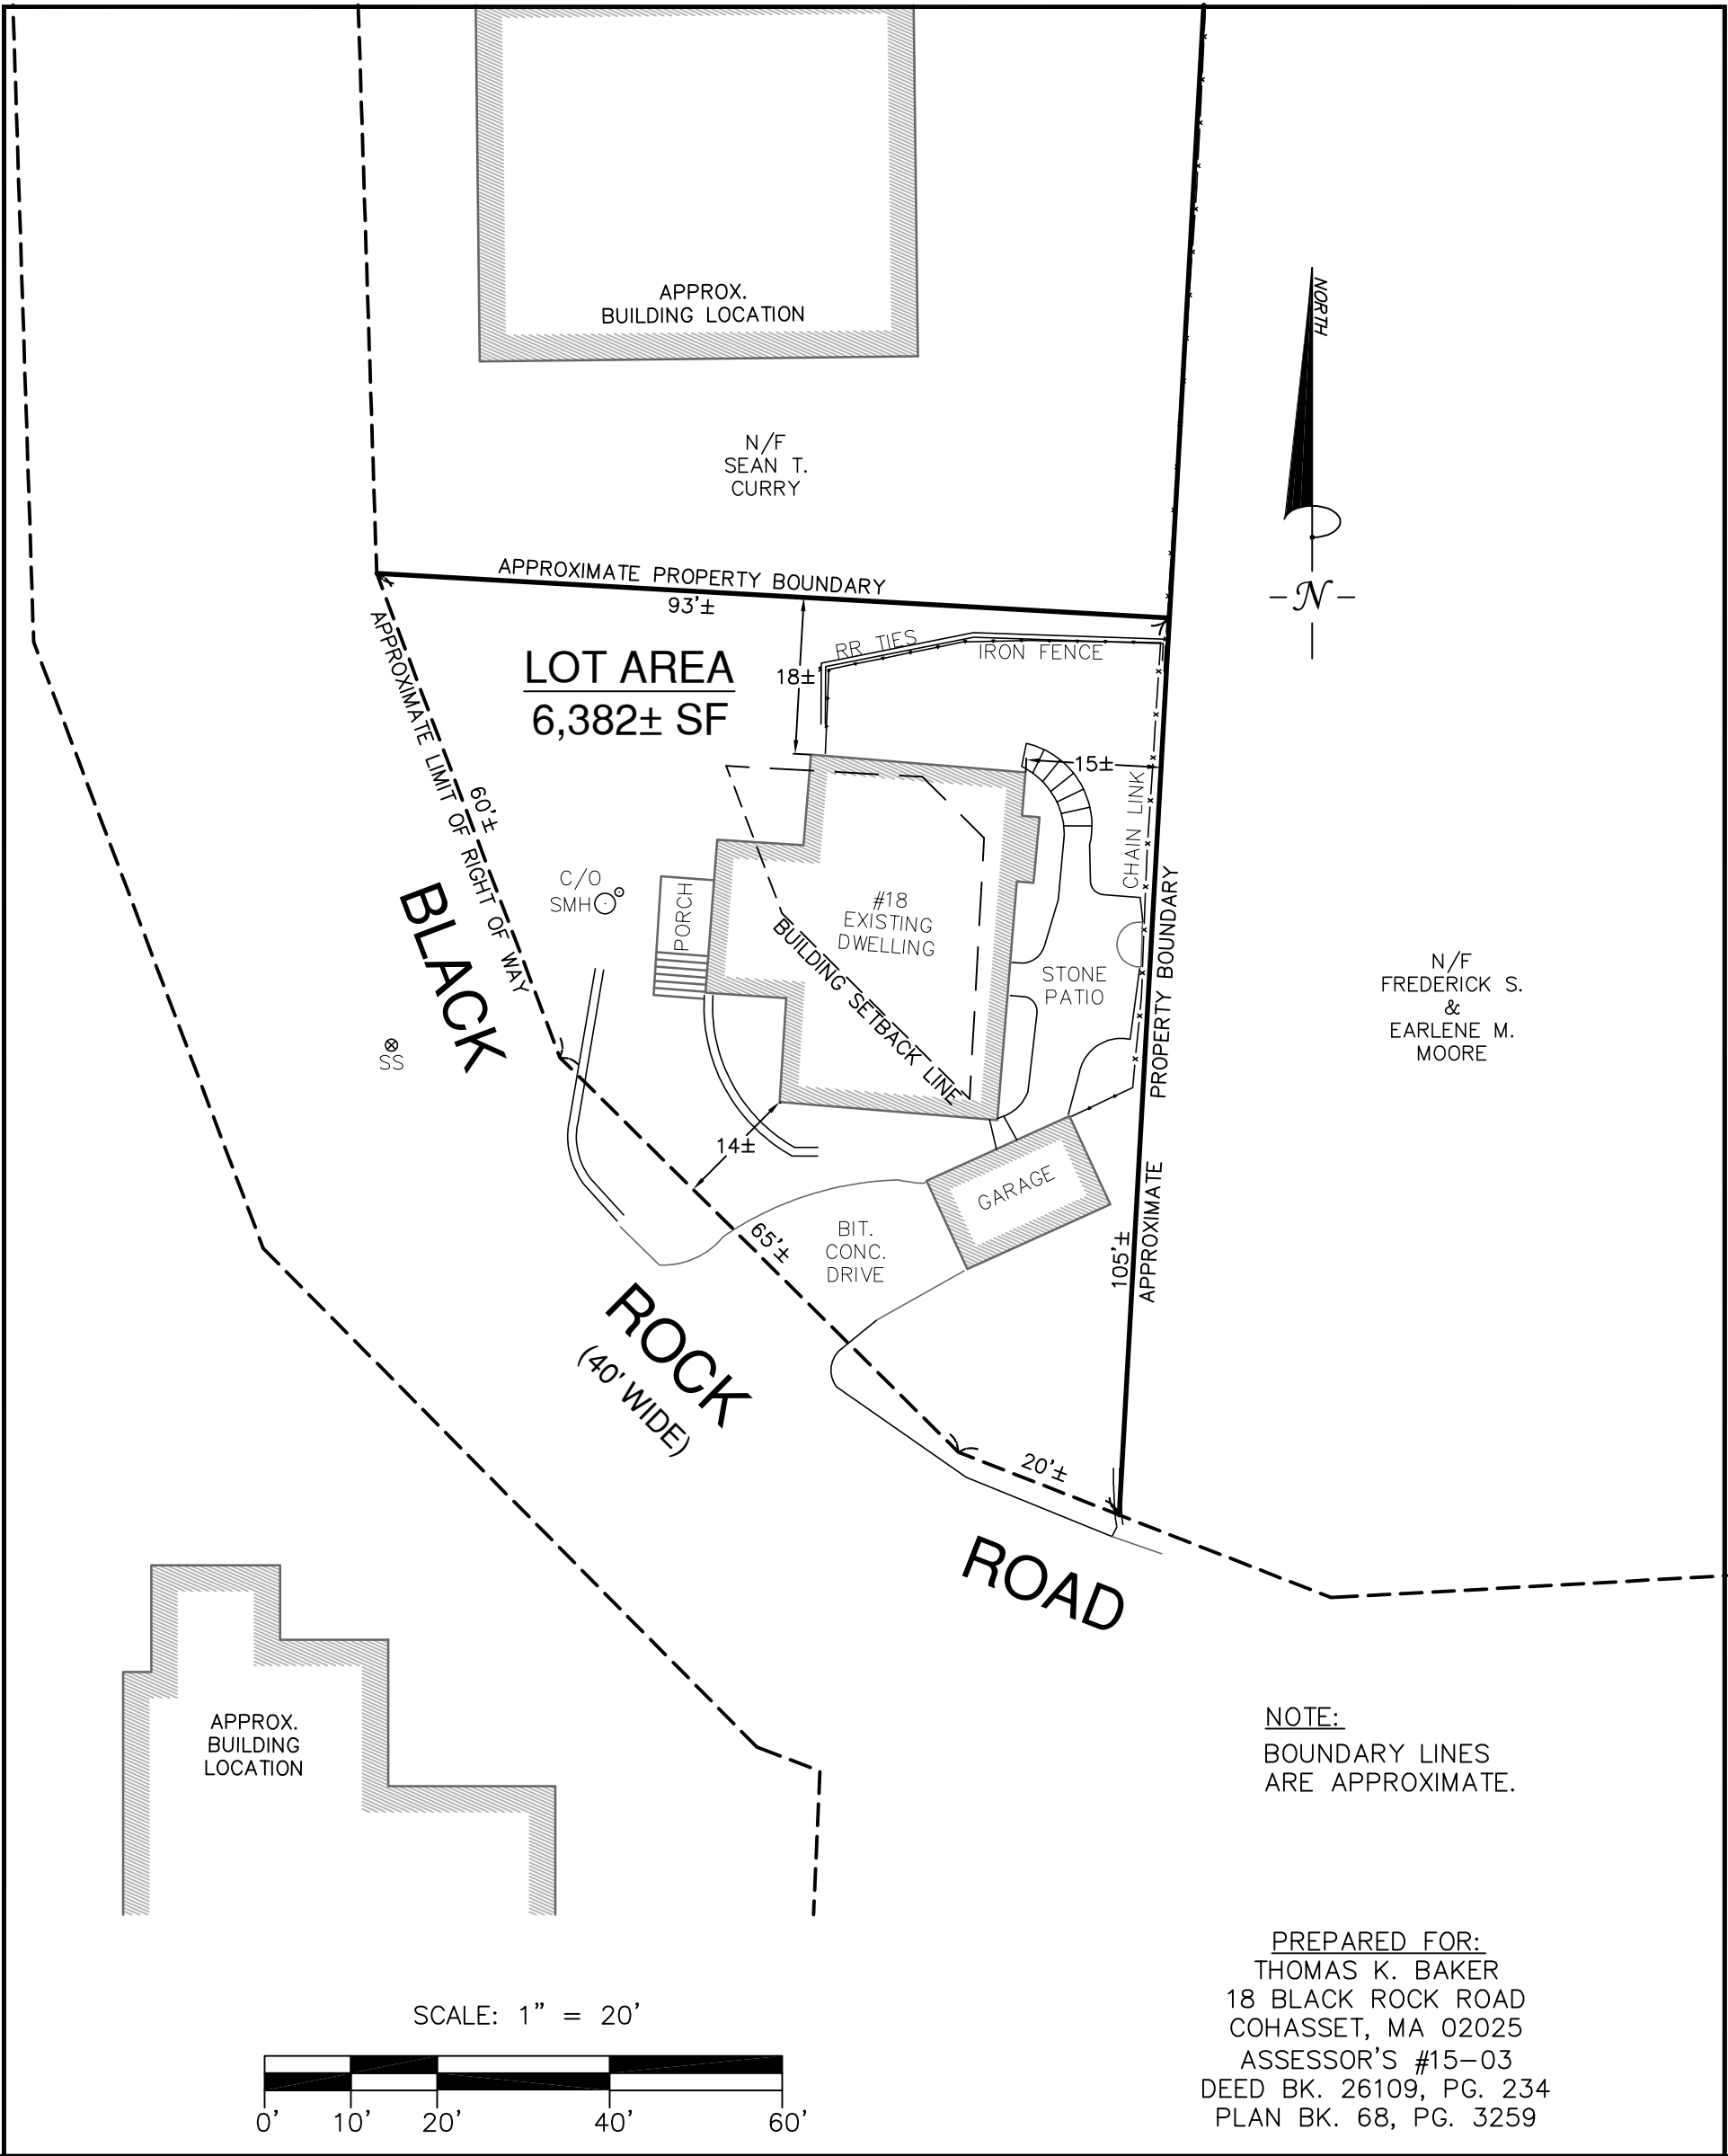 APPROX.
BUILDING LOCATION
NORTH
N/F
SEAN T.
CURRY
-N-
APPROXIMATE PROPERTY BOUNDARY
93'±
RR TIES
IRON FENCE
LOT AREA
6,382± SF
18±
15±
APPROXIMATE LIMIT OF RIGHT OF WAY
60'±
CHAIN LINK
C/O
SMH
PORCH
#18
EXISTING
DWELLING
BUILDING SETBACK LINE
STONE
PATIO
APPROXIMATE PROPERTY BOUNDARY
105'±
N/F
FREDERICK S.
&
EARLENE M.
MOORE
SS
14±
GARAGE
65'±
BIT.
CONC.
DRIVE
BLACK
ROCK
(40' WIDE)
ROAD
20'±
APPROX.
BUILDING
LOCATION
NOTE:
BOUNDARY LINES
ARE APPROXIMATE.
PREPARED FOR:
THOMAS K. BAKER
18 BLACK ROCK ROAD
COHASSET, MA 02025
ASSESSOR'S #15-03
DEED BK. 26109, PG. 234
PLAN BK. 68, PG. 3259
SCALE: 1" = 20'
0' 10' 20' 40' 60'